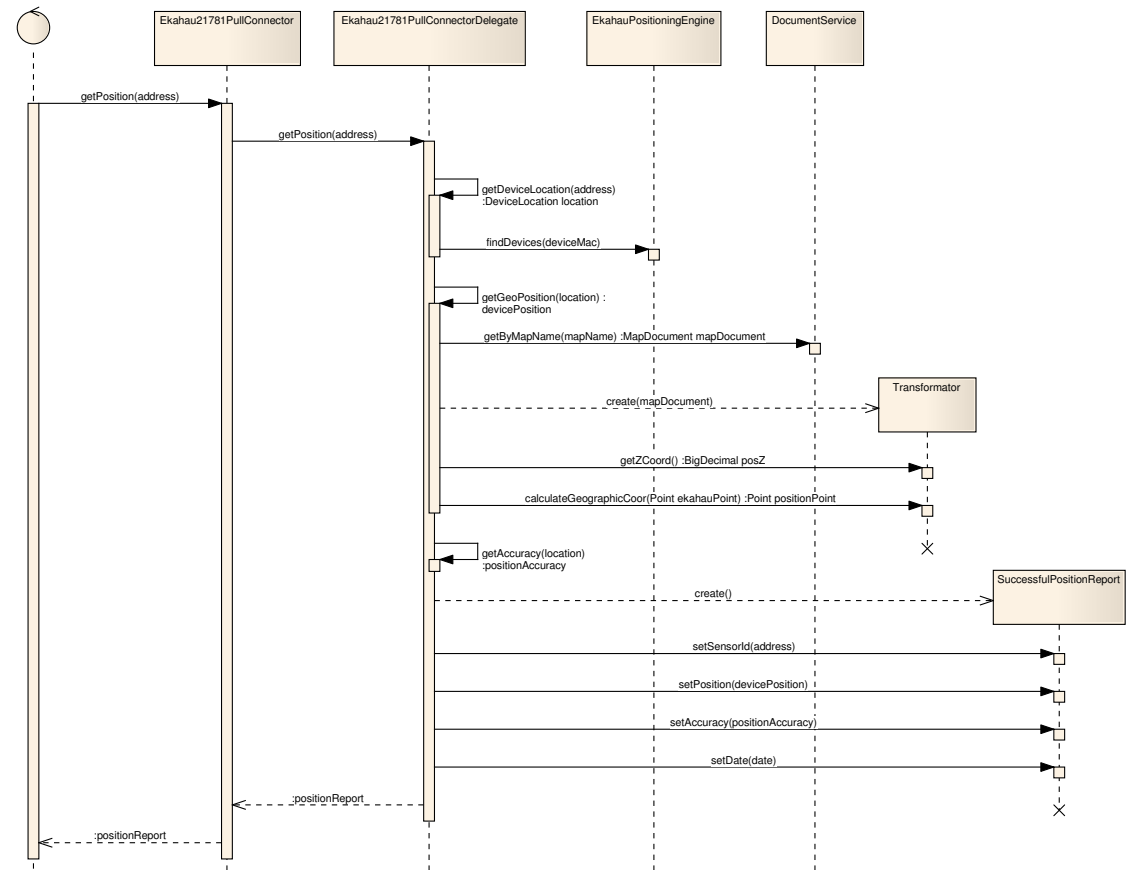 Ekahau21781PullConnector
Ekahau21781PullConnectorDelegate
EkahauPositioningEngine
DocumentService
getPosition(address)
getPosition(address)
getDeviceLocation(address)
:DeviceLocation location
findDevices(deviceMac)
getGeoPosition(location) :
devicePosition
getByMapName(mapName) :MapDocument mapDocument
Transformator
create(mapDocument)
getZCoord() :BigDecimal posZ
calculateGeographicCoor(Point ekahauPoint) :Point positionPoint
getAccuracy(location)
:positionAccuracy
SuccessfulPositionReport
create()
setSensorId(address)
setPosition(devicePosition)
setAccuracy(positionAccuracy)
setDate(date)
:positionReport
:positionReport